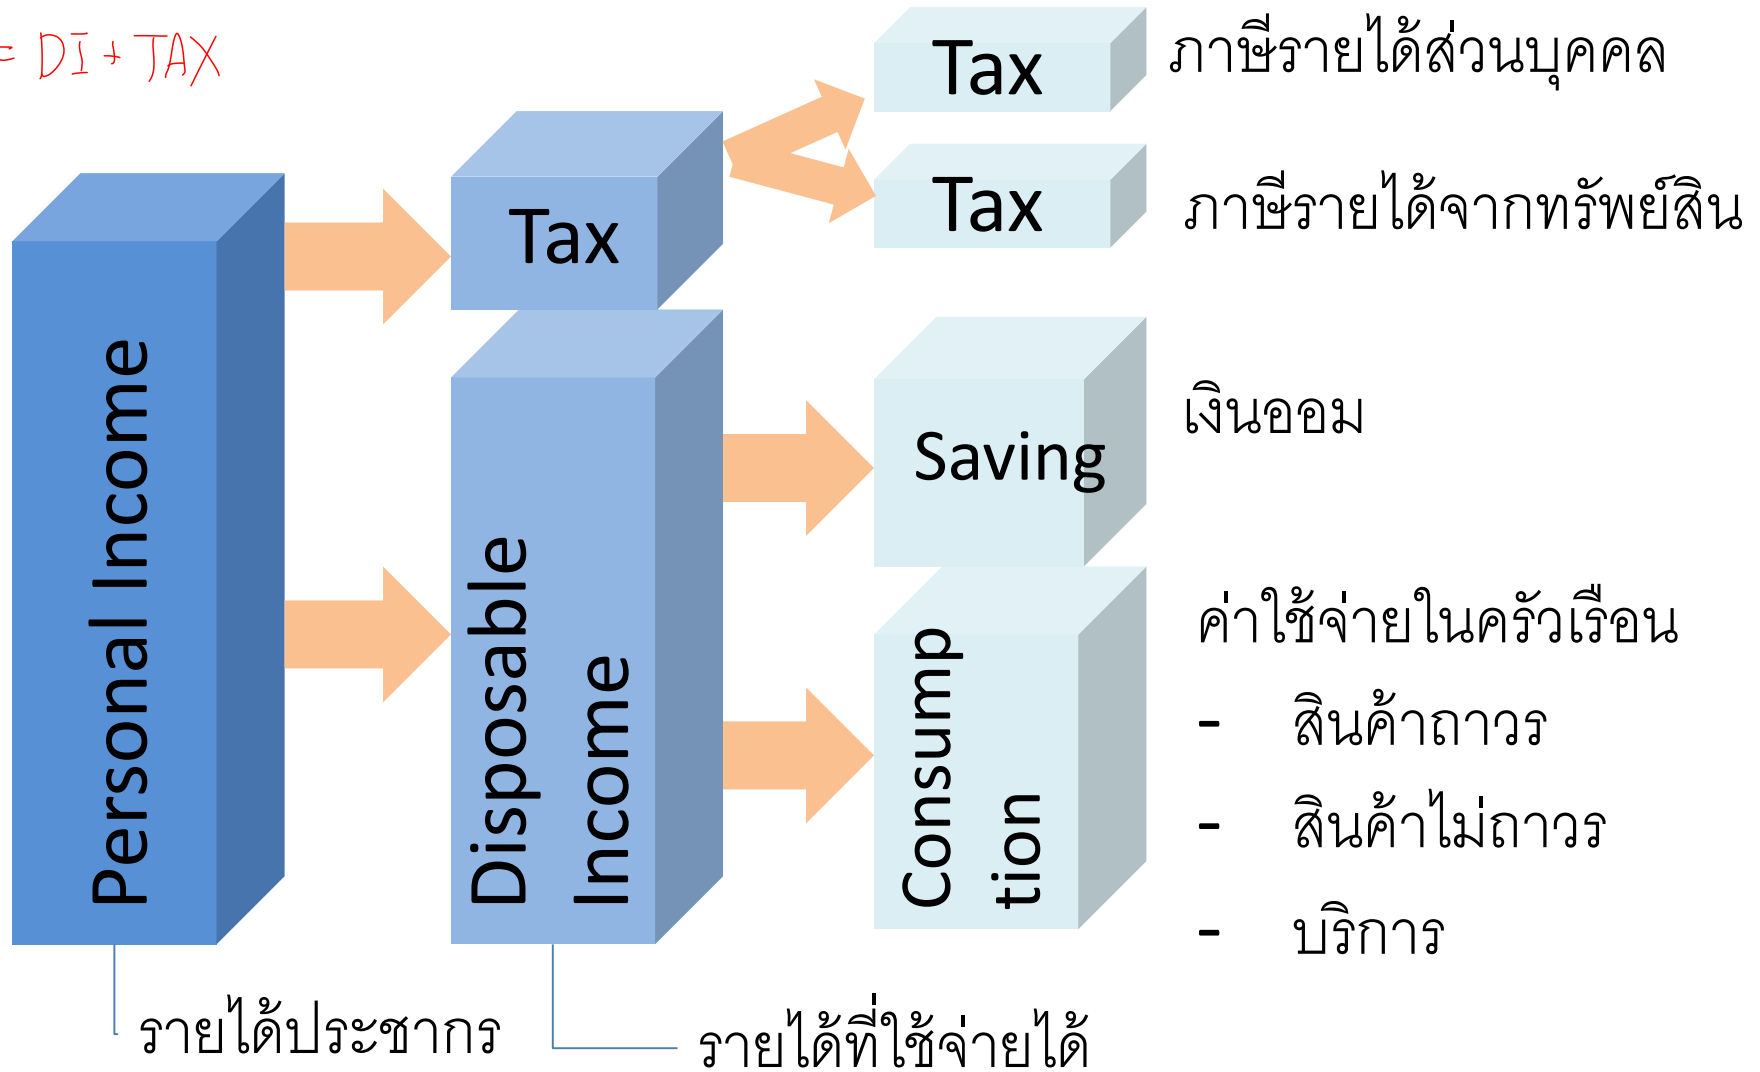 = DI + TAX
Personal Income
Tax
Disposable
Income
Tax
ภาษีรายได้ส่วนบุคคล
Tax
ภาษีรายได้จากทรัพย์สิน
Saving
เงินออม
Consump
tion
ค่าใช้จ่ายในครัวเรือน
- สินค้าถาวร
- สินค้าไม่ถาวร
- บริการ
รายได้ประชากร
รายได้ที่ใช้จ่ายได้